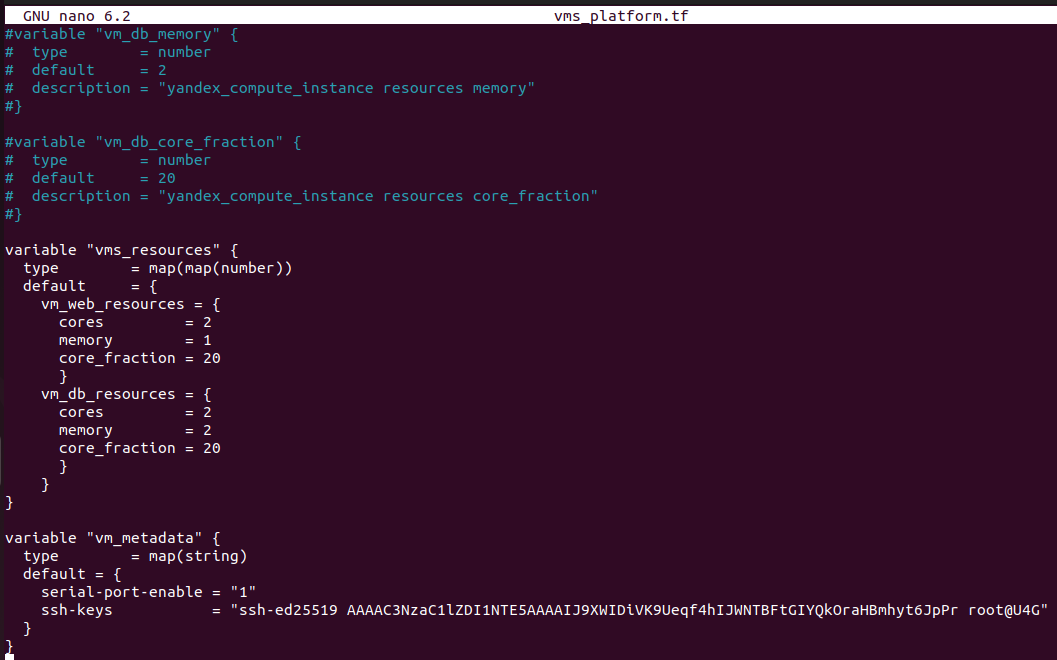 GNU nano 6.2 vms_platform.tf
#variable "vm_db_memory" {
#  type        = number
#  default     = 2
#  description = "yandex_compute_instance resources memory"
#}
#variable "vm_db_core_fraction" {
#  type        = number
#  default     = 20
#  description = "yandex_compute_instance resources core_fraction"
#}
variable "vms_resources" {
  type        = map(map(number))
  default     = {
    vm_web_resources = {
      cores         = 2
      memory        = 1
      core_fraction = 20
      }
    vm_db_resources = {
      cores         = 2
      memory        = 2
      core_fraction = 20
      }
    }
}
variable "vm_metadata" {
  type        = map(string)
  default = {
    serial-port-enable = "1"
    ssh-keys           = "ssh-ed25519 AAAAC3NzaC1lZDI1NTE5AAAAIJ9XWIDiVK9Ueqf4hIJWNTBFtGIYQkOraHBmhyt6JpPr root@U4G"
  }
}